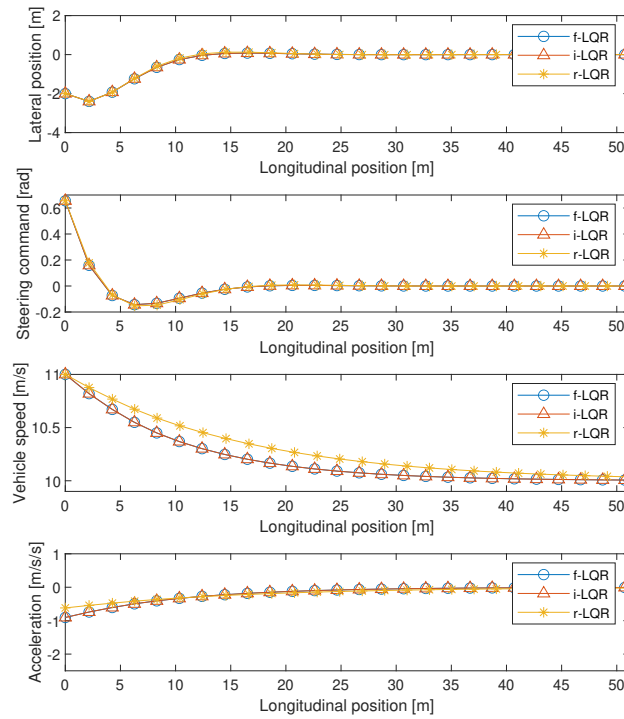 Lateral position [m]
2
0
-2
-4
0 5 10 15 20 25 30 35 40 45 50
Longitudinal position [m]
f-LQR
i-LQR
r-LQR
Steering command [rad]
0.6
0.4
0.2
0
-0.2
0 5 10 15 20 25 30 35 40 45 50
Longitudinal position [m]
f-LQR
i-LQR
r-LQR
Vehicle speed [m/s]
11
10.5
10
0 5 10 15 20 25 30 35 40 45 50
Longitudinal position [m]
f-LQR
i-LQR
r-LQR
Acceleration [m/s/s]
1
0
1
-2
0 5 10 15 20 25 30 35 40 45 50
Longitudinal position [m]
f-LQR
i-LQR
r-LQR